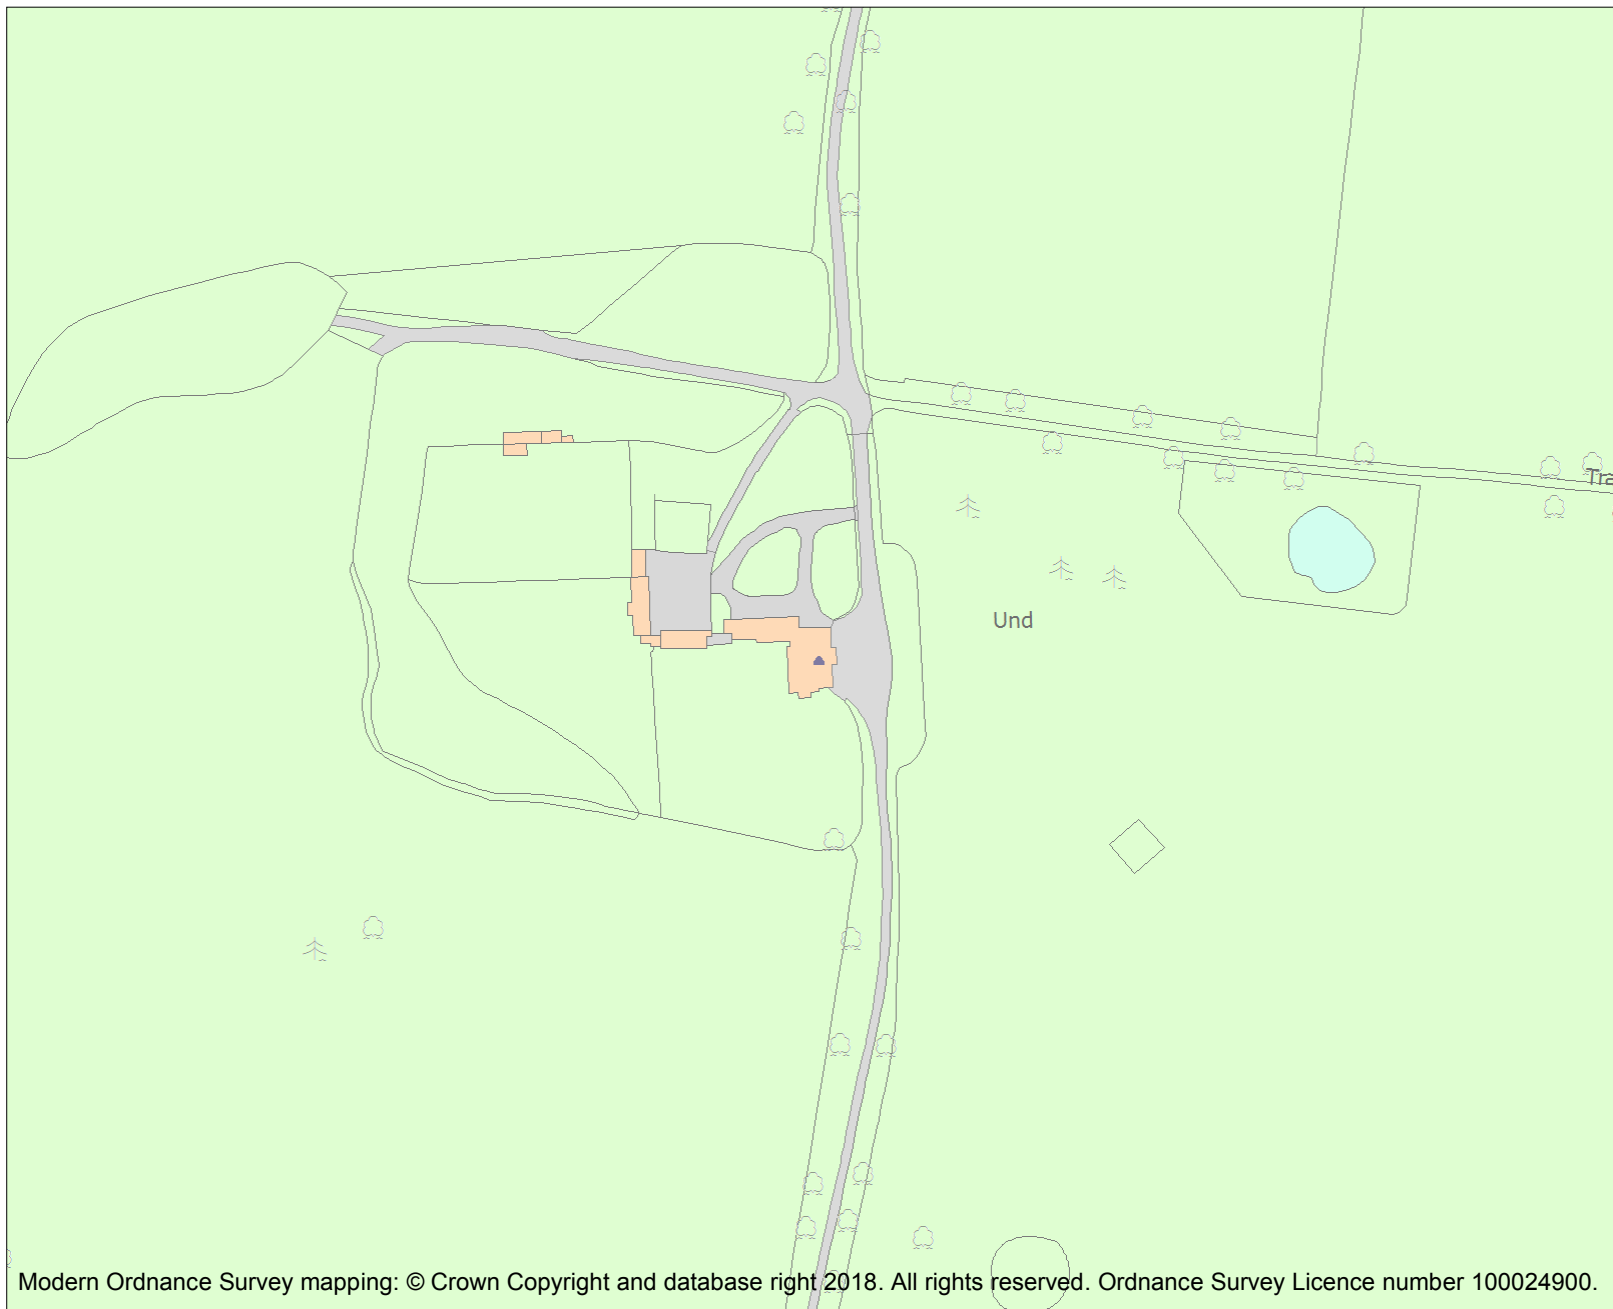 Tra
Und
Modern Ordnance Survey mapping: © Crown Copyright and database right 2018. All rights reserved. Ordnance Survey Licence number 100024900.